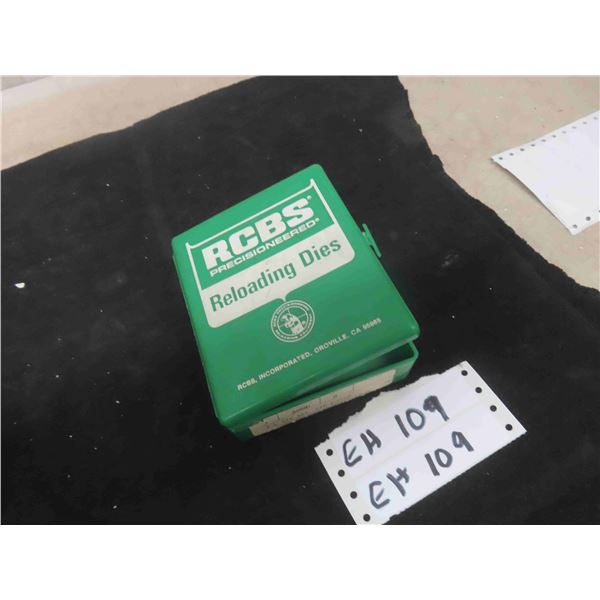 RCBS®
PRECISIONEERED®
Reloading Dies
RCBS, INCORPORATED, OROVILLE, CA 95965
EH 109
EH 109